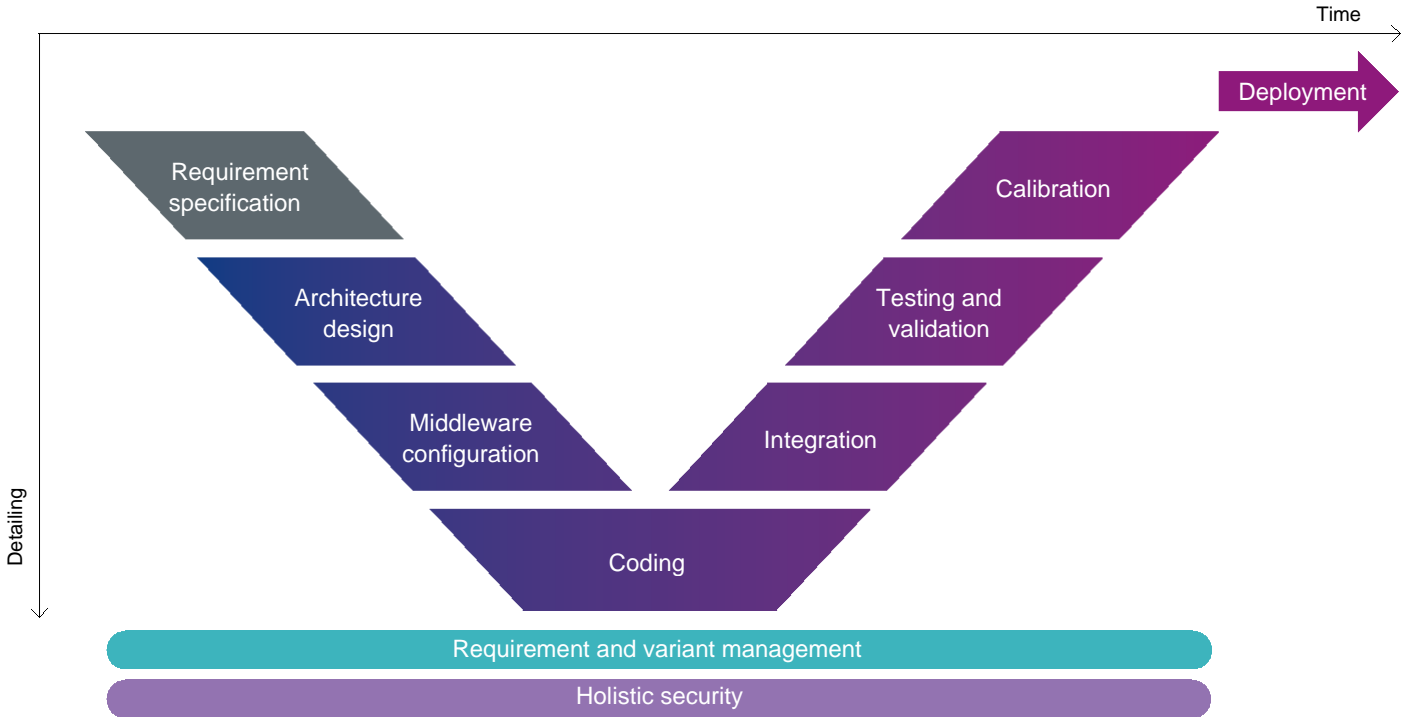 Time
Deployment
Requirement
specification
Calibration
Architecture
design
Testing and
validation
Middleware
configuration
Integration
Detailing
Coding
Requirement and variant management
Holistic security